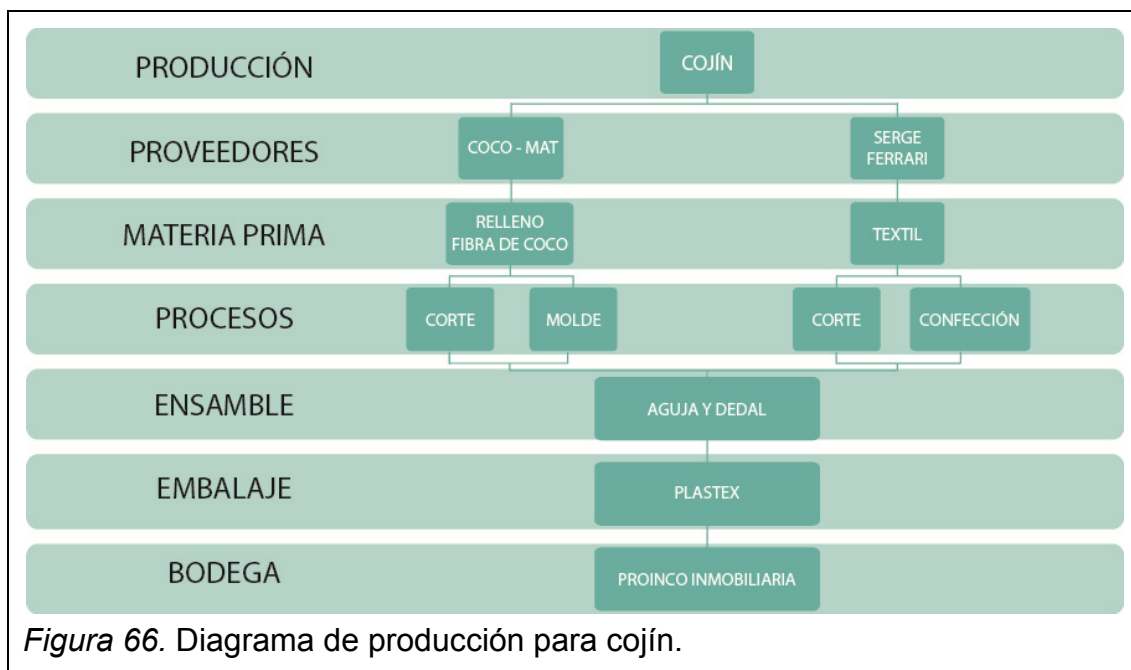 PRODUCCIÓN
COJÍN
PROVEEDORES
COCO - MAT
SERGE
FERRARI
MATERIA PRIMA
RELLENO
FIBRA DE COCO
TEXTIL
PROCESOS
CORTE
MOLDE
CORTE
CONFECCIÓN
ENSAMBLE
AGUJA Y DEDAL
EMBALAJE
PLASTEX
BODEGA
PROINCO INMOBILIARIA
Figura 66. Diagrama de producción para cojín.